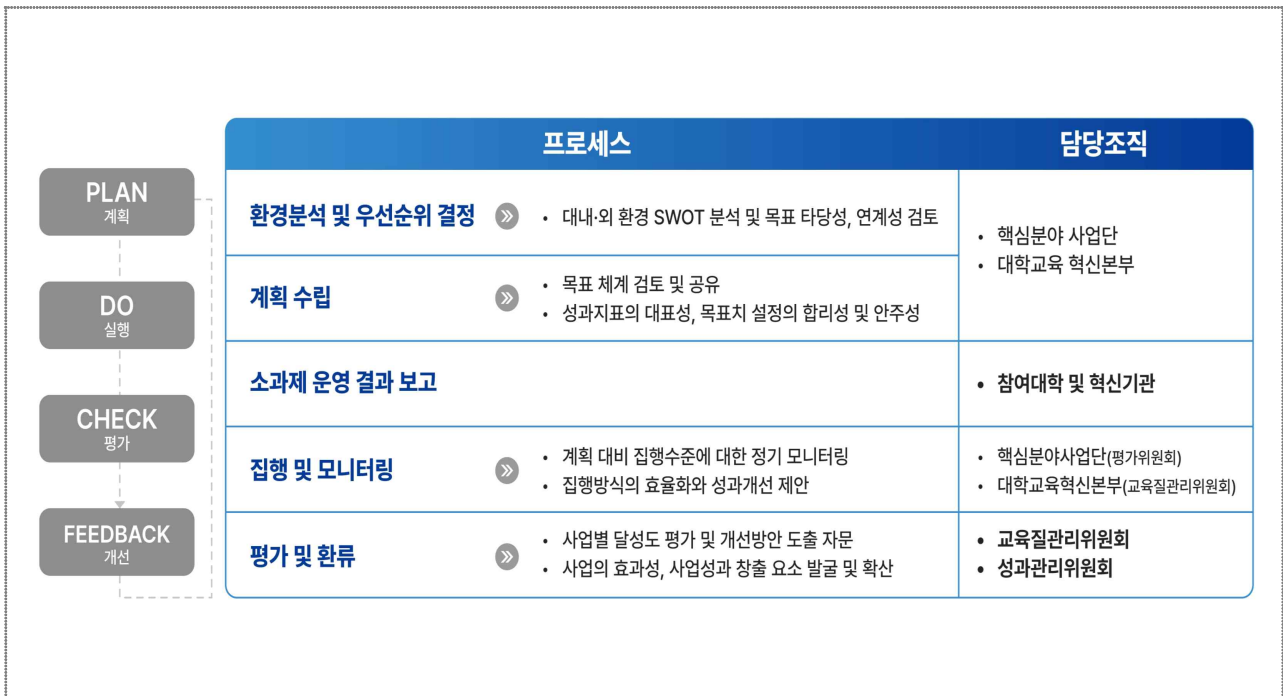 프로세스
담당조직
PLAN
계획
DO
실행
CHECK
평가
FEEDBACK
개선
환경분석 및 우선순위 결정
• 대내·외 환경 SWOT 분석 및 목표 타당성, 연계성 검토
계획 수립
• 목표 체계 검토 및 공유
• 성과지표의 대표성, 목표치 설정의 합리성 및 안주성
• 핵심분야 사업단
• 대학교육 혁신본부
소과제 운영 결과 보고
• 참여대학 및 혁신기관
집행 및 모니터링
• 계획 대비 집행수준에 대한 정기 모니터링
• 집행방식의 효율화와 성과개선 제안
• 핵심분야사업단(평가위원회)
• 대학교육혁신본부(교육질관리위원회)
평가 및 환류
• 사업별 달성도 평가 및 개선방안 도출 자문
• 사업의 효과성, 사업성과 창출 요소 발굴 및 확산
• 교육질관리위원회
• 성과관리위원회